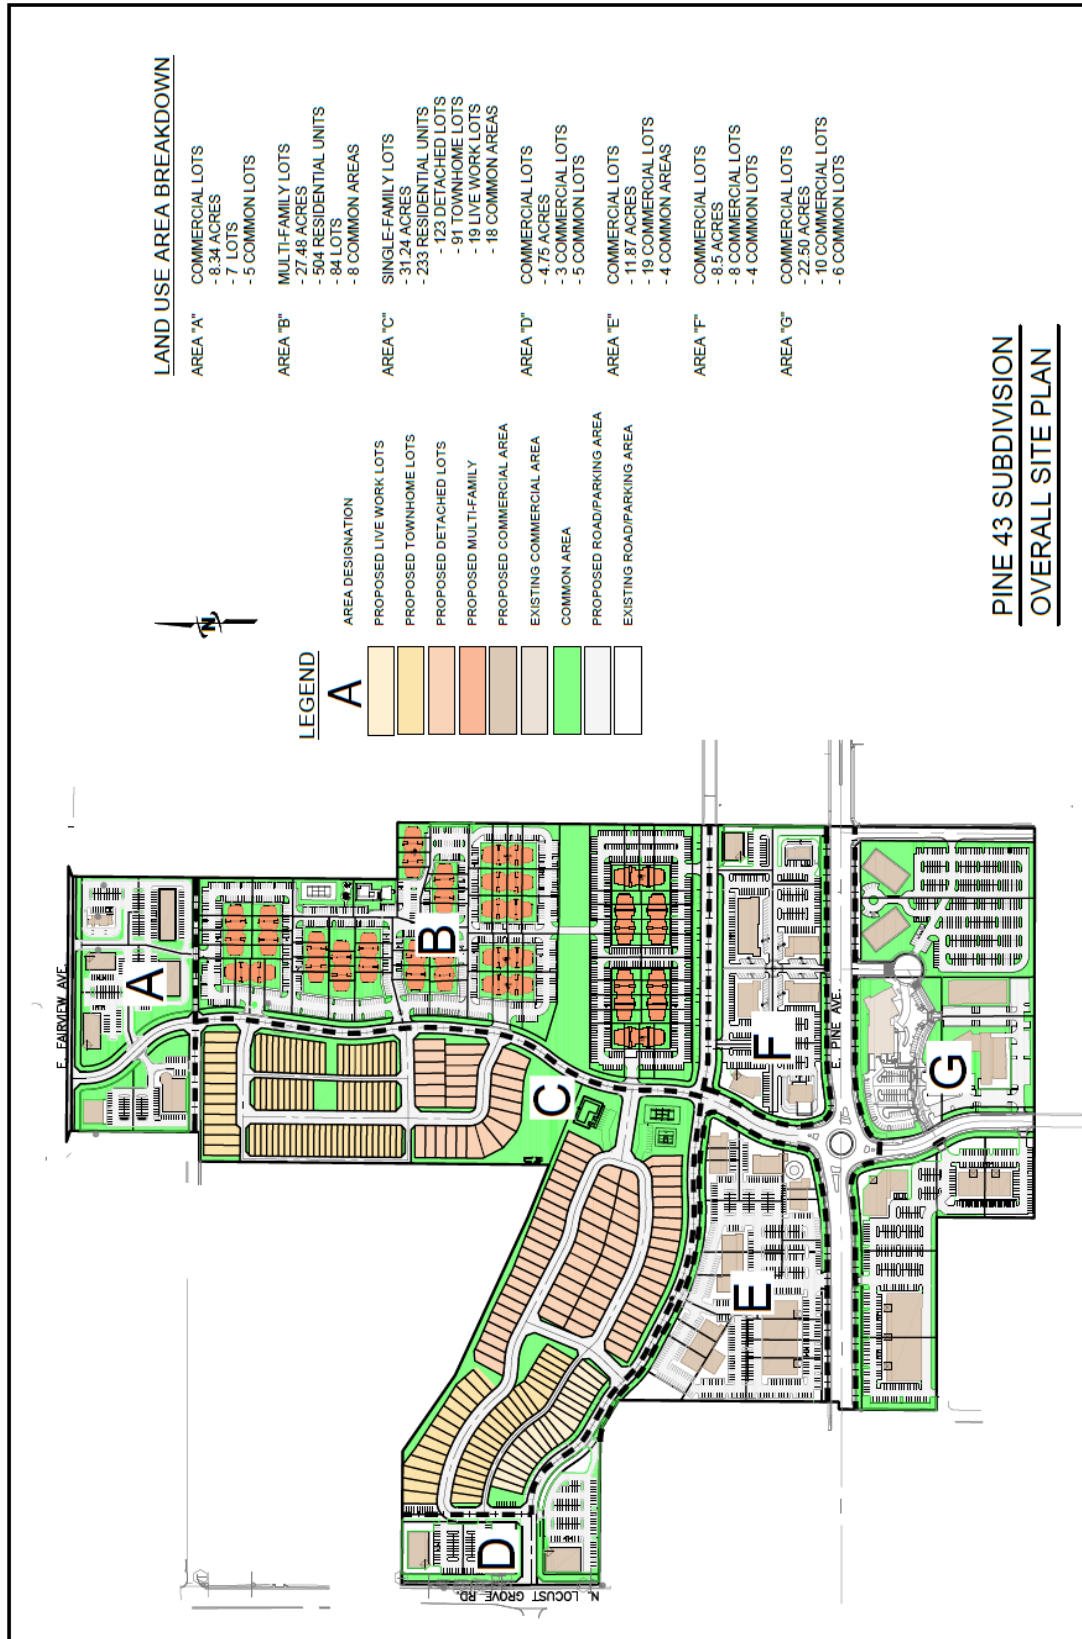 LAND USE AREA BREAKDOWN
AREA "A"
COMMERCIAL LOTS
- 8.34 ACRES
- 7 LOTS
- 5 COMMON LOTS
AREA "B"
MULTI-FAMILY LOTS
- 27.48 ACRES
- 504 RESIDENTIAL UNITS
- 84 LOTS
- 8 COMMON AREAS
AREA "C"
SINGLE-FAMILY LOTS
- 31.24 ACRES
- 233 RESIDENTIAL UNITS
- 123 DETACHED LOTS
- 91 TOWNHOME LOTS
- 19 LIVE WORK LOTS
- 18 COMMON AREAS
AREA "D"
COMMERCIAL LOTS
- 4.75 ACRES
- 3 COMMERCIAL LOTS
- 5 COMMON LOTS
AREA "E"
COMMERCIAL LOTS
- 11.87 ACRES
- 19 COMMERCIAL LOTS
- 4 COMMON AREAS
AREA "F"
COMMERCIAL LOTS
- 8.5 ACRES
- 8 COMMERCIAL LOTS
- 4 COMMON LOTS
AREA "G"
COMMERCIAL LOTS
- 22.50 ACRES
- 10 COMMERCIAL LOTS
- 6 COMMON LOTS
N
LEGEND
A
AREA DESIGNATION
PROPOSED LIVE WORK LOTS
PROPOSED TOWNHOME LOTS
PROPOSED DETACHED LOTS
PROPOSED MULTI-FAMILY
PROPOSED COMMERCIAL AREA
EXISTING COMMERCIAL AREA
COMMON AREA
PROPOSED ROAD/PARKING AREA
EXISTING ROAD/PARKING AREA
PINE 43 SUBDIVISION
OVERALL SITE PLAN
E. FAIRVIEW AVE.
A
B
C
D
E
F
G
E. PINE AVE.
N. LOCUST GROVE RD.